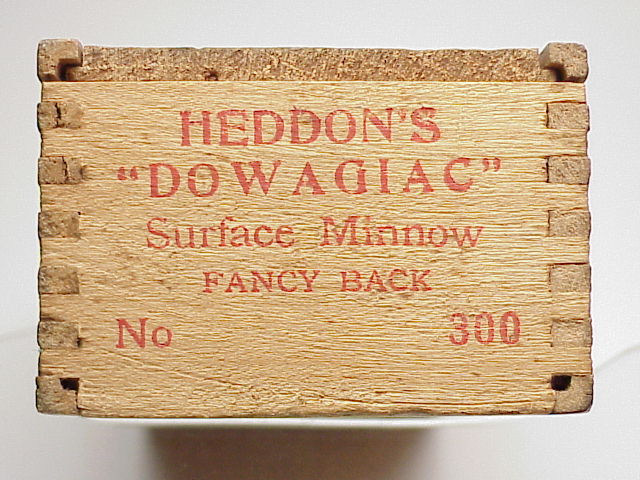 HEDDON'S
“DOWAGIAC”
Surface Minnow
FANCY BACK
No 300